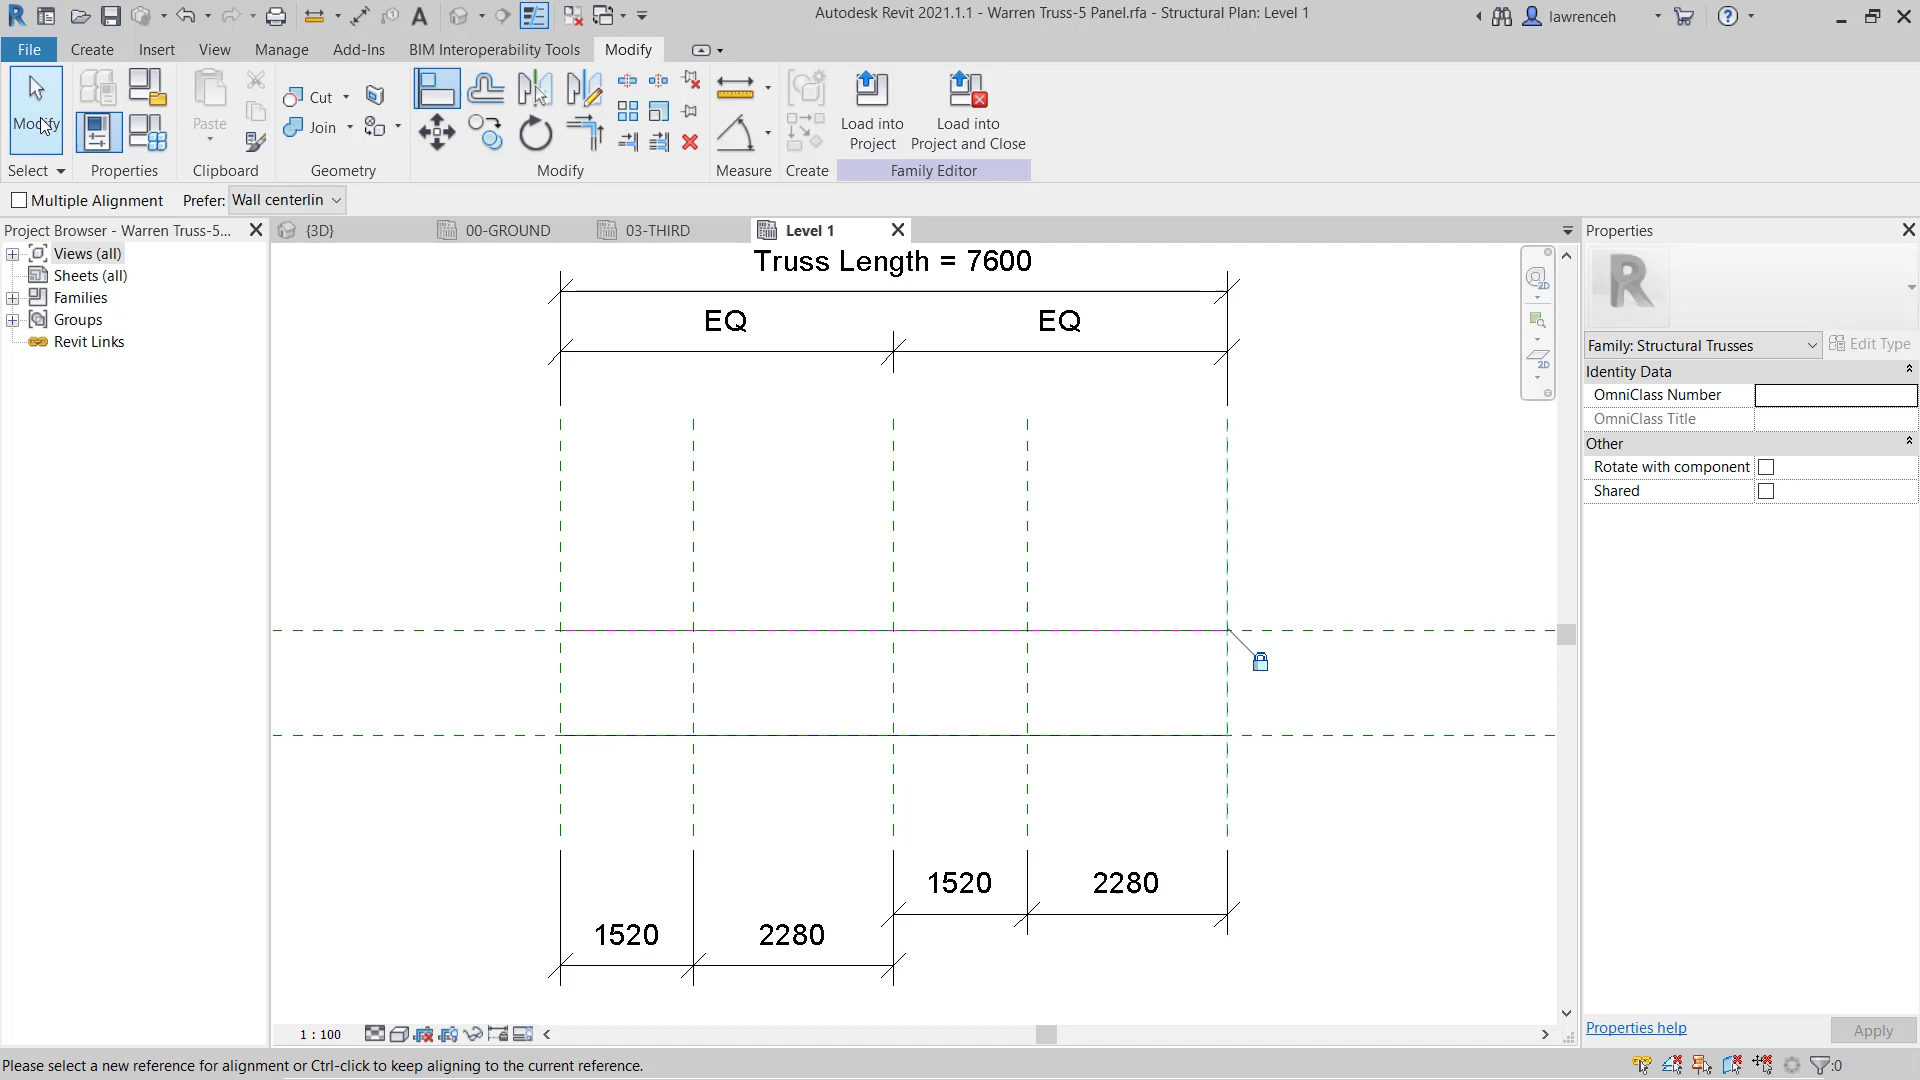 Autodesk Revit 2021.1.1 - Warren Truss-5 Panel.rfa - Structural Plan: Level 1
lawrenceh
File Create Insert View Manage Add-Ins BIM Interoperability Tools Modify
Modify
Paste
Cut
Join
Load into Project
Load into Project and Close
Select Properties Clipboard Geometry Modify Measure Create Family Editor
Multiple Alignment Prefer: Wall centerlin
Project Browser - Warren Truss-5...
Views (all)
Sheets (all)
Families
Groups
Revit Links
{3D} 00-GROUND 03-THIRD Level 1
Truss Length = 7600
EQ EQ
1520 2280
1520 2280
2D
2D
1 : 100
Properties
R
Family: Structural Trusses Edit Type
Identity Data
OmniClass Number
OmniClass Title
Other
Rotate with component
Shared
Properties help Apply
Please select a new reference for alignment or Ctrl-click to keep aligning to the current reference.
:0